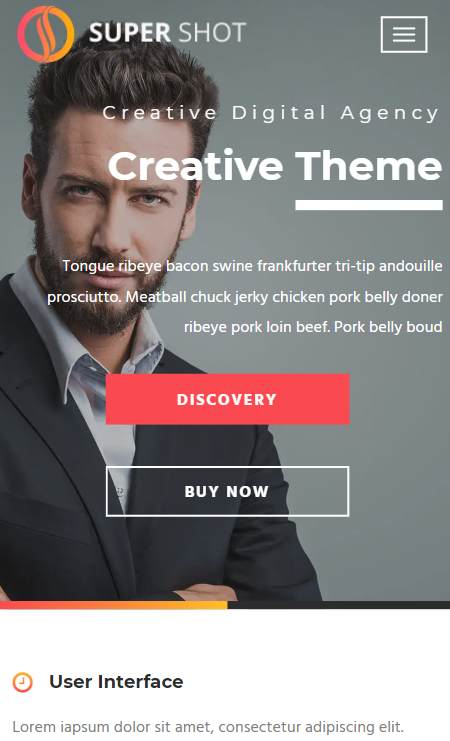 SUPER SHOT
Creative Digital Agency
Creative Theme
Tongue ribeye bacon swine frankfurter tri-tip andouille
prosciutto. Meatball chuck jerky chicken pork belly doner
ribeye pork loin beef. Pork belly boud
DISCOVERY
BUY NOW
User Interface
Lorem iapsum dolor sit amet, consectetur adipiscing elit.